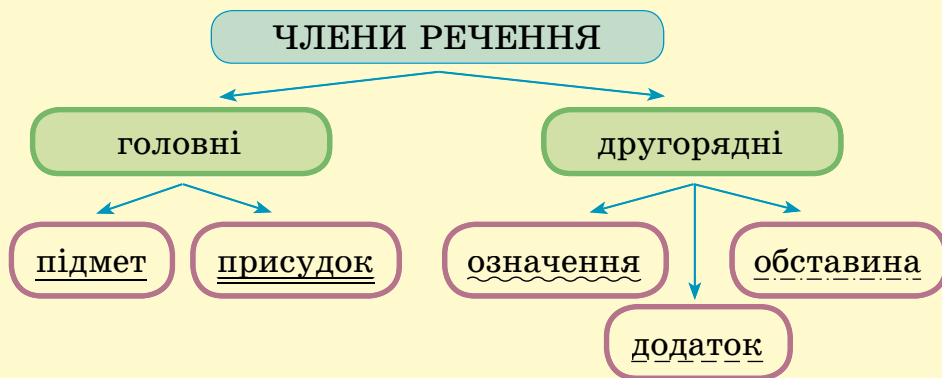 ЧЛЕНИ РЕЧЕННЯ
головні
другорядні
підмет
присудок
означення
обставина
додаток